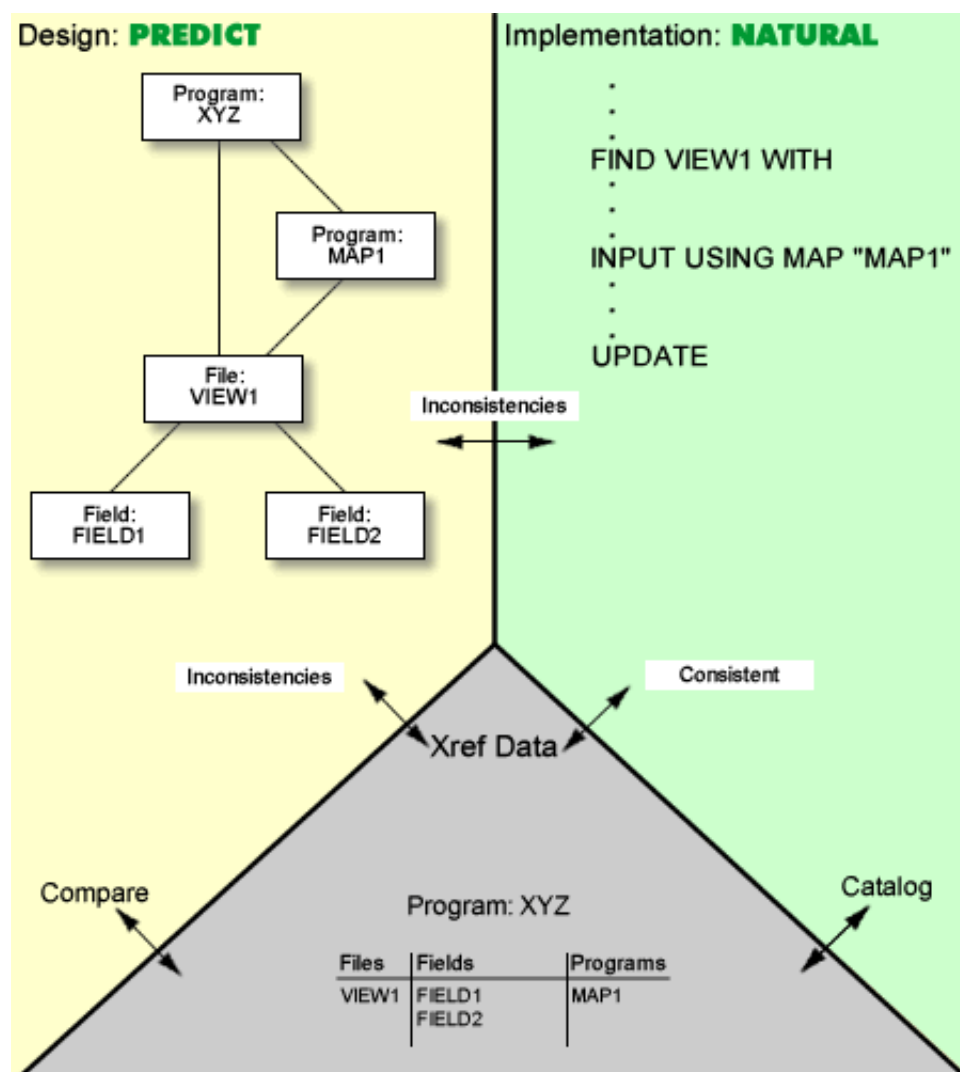 Design: PREDICT
Implementation: NATURAL
Program:
XYZ
Program:
MAP1
File:
VIEW1
Field:
FIELD1
Field:
FIELD2
FIND VIEW1 WITH
INPUT USING MAP "MAP1"
UPDATE
Inconsistencies
Inconsistencies
Consistent
Xref Data
Compare
Catalog
Program: XYZ
Files Fields Programs
VIEW1 FIELD1 MAP1
FIELD2